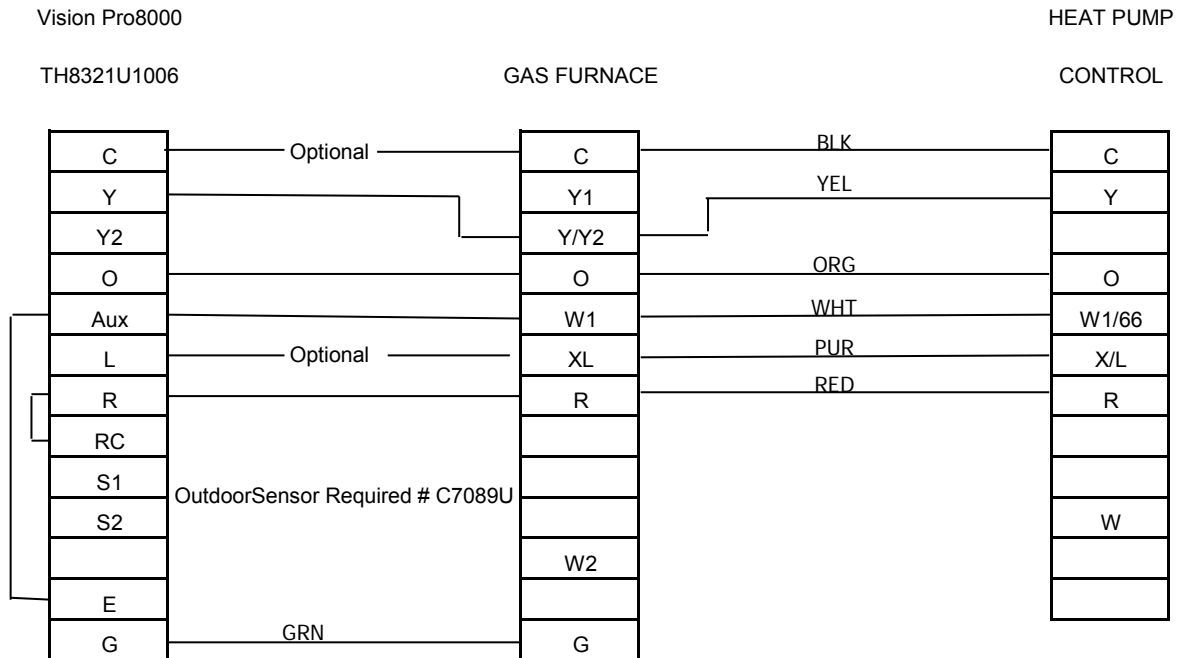 Vision Pro8000 HEAT PUMP
TH8321U1006 GAS FURNACE CONTROL
C Optional C BLK C
Y Y1 YEL Y
Y2 Y/Y2
O O ORG O
Aux W1 WHT W1/66
L Optional XL PUR X/L
R R RED R
RC
S1
OutdoorSensor Required # C7089U
S2 W
W2
E
G GRN G